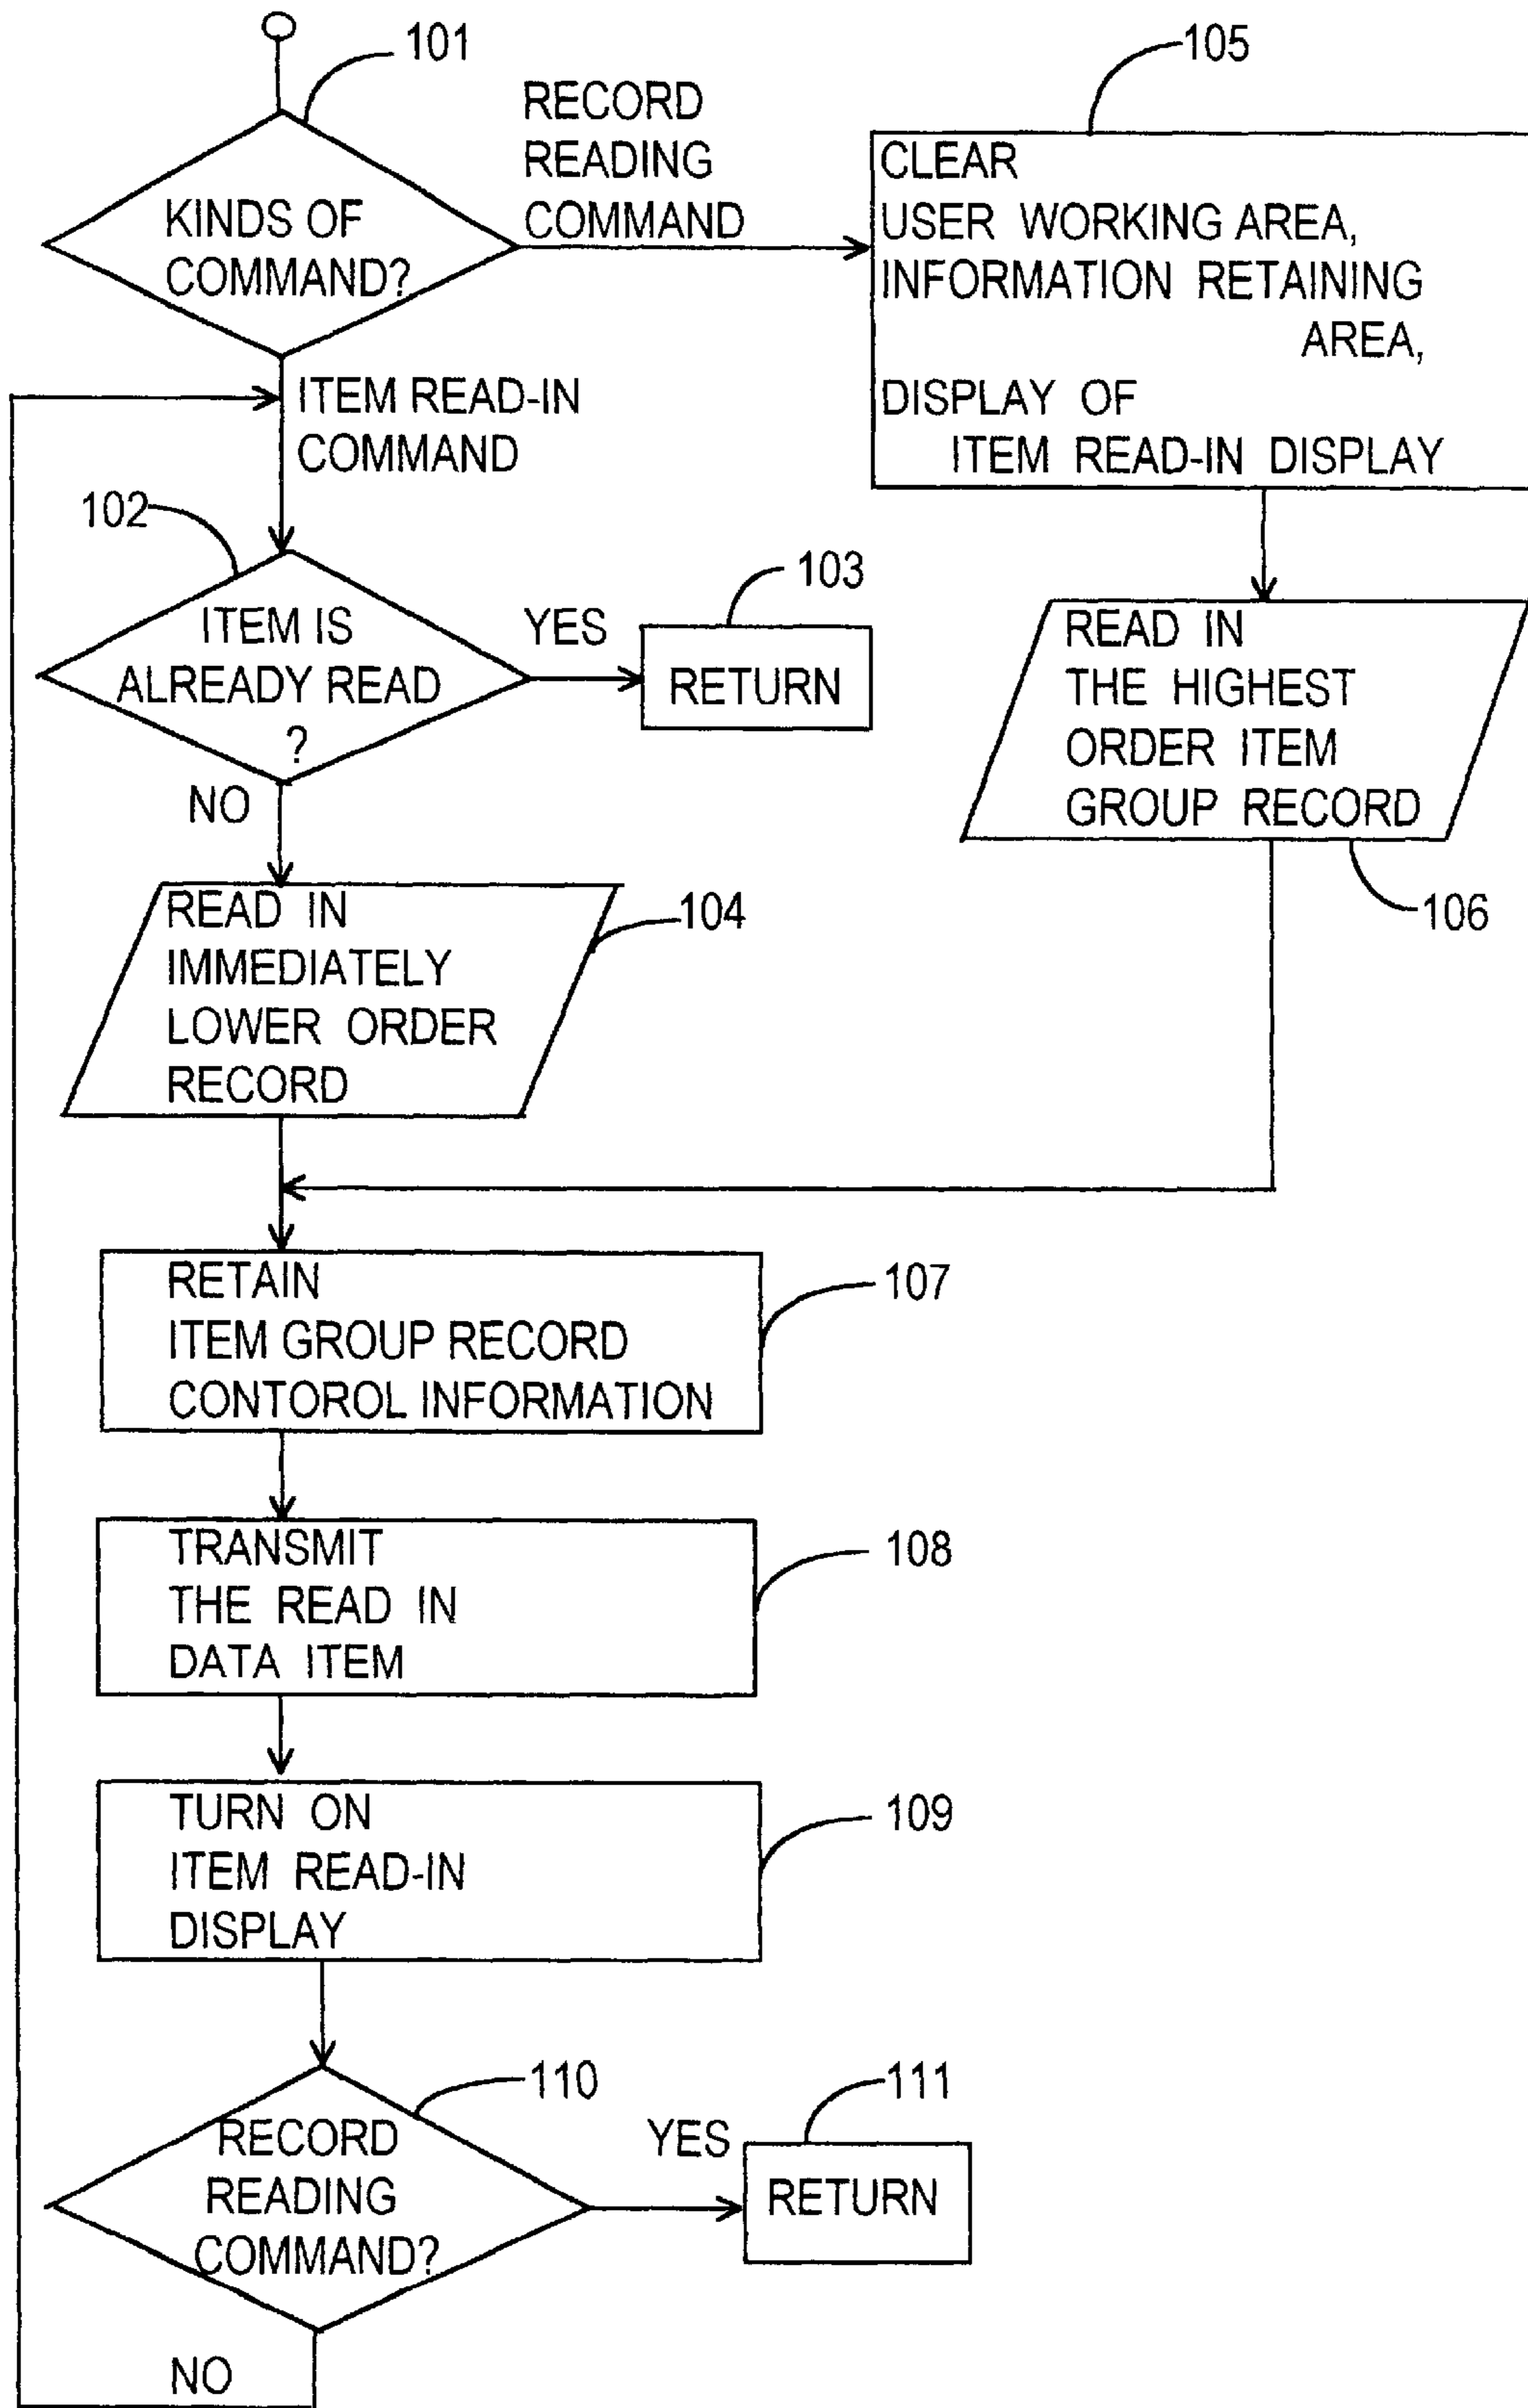 101
KINDS OF
COMMAND?
RECORD
READING
COMMAND
105
CLEAR
USER WORKING AREA,
INFORMATION RETAINING
AREA,
DISPLAY OF
ITEM READ-IN DISPLAY
ITEM READ-IN
COMMAND
102
ITEM IS
ALREADY READ
?
YES
103
RETURN
NO
READ IN
THE HIGHEST
ORDER ITEM
GROUP RECORD
106
READ IN
IMMEDIATELY
LOWER ORDER
RECORD
104
RETAIN
ITEM GROUP RECORD
CONTOROL INFORMATION
107
TRANSMIT
THE READ IN
DATA ITEM
108
TURN ON
ITEM READ-IN
DISPLAY
109
110
RECORD
READING
COMMAND?
YES
111
RETURN
NO